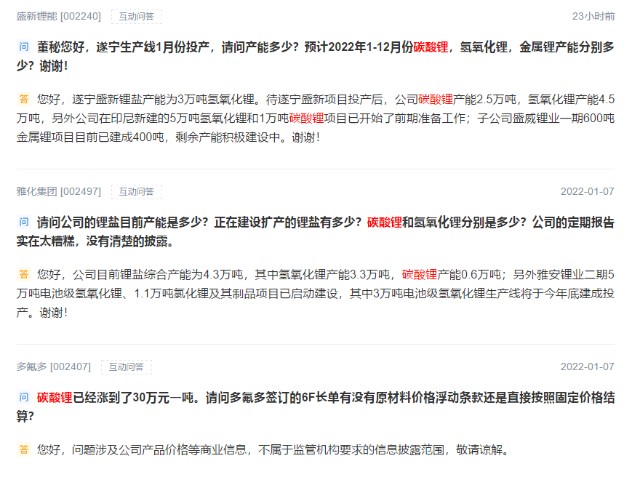 盛新锂能 [002240] 互动问答 23小时前
问 董秘您好，遂宁生产线1月份投产，请问产能多少？预计2022年1-12月份碳酸锂，氢氧化锂，金属锂产能分别多
少？谢谢！
答 您好，遂宁盛新锂盐产能为3万吨氢氧化锂。待遂宁盛新项目投产后，公司碳酸锂产能2.5万吨，氢氧化锂产能4.5
万吨，另外公司在印尼新建的5万吨氢氧化锂和1万吨碳酸锂项目已开始了前期准备工作；子公司盛威锂业一期600吨
金属锂项目目前已建成400吨，剩余产能积极建设中。谢谢！
雅化集团 [002497] 互动问答 2022-01-07
问 请问公司的锂盐目前产能是多少？正在建设扩产的锂盐有多少？碳酸锂和氢氧化锂分别是多少？公司的定期报告
实在太糟糕，没有清楚的披露。
答 您好，公司目前锂盐综合产能为4.3万吨，其中氢氧化锂产能3.3万吨，碳酸锂产能0.6万吨；另外雅安锂业二期5
万吨电池级氢氧化锂、1.1万吨氯化锂及其制品项目已启动建设，其中3万吨电池级氢氧化锂生产线将于今年底建成投
产。谢谢！
多氟多 [002407] 互动问答 2022-01-07
问 碳酸锂已经涨到了30万元一吨。请问多氟多签订的6F长单有没有原材料价格浮动条款还是直接按照固定价格结
算？
答 您好，问题涉及公司产品价格等商业信息，不属于监管机构要求的信息披露范围，敬请谅解。